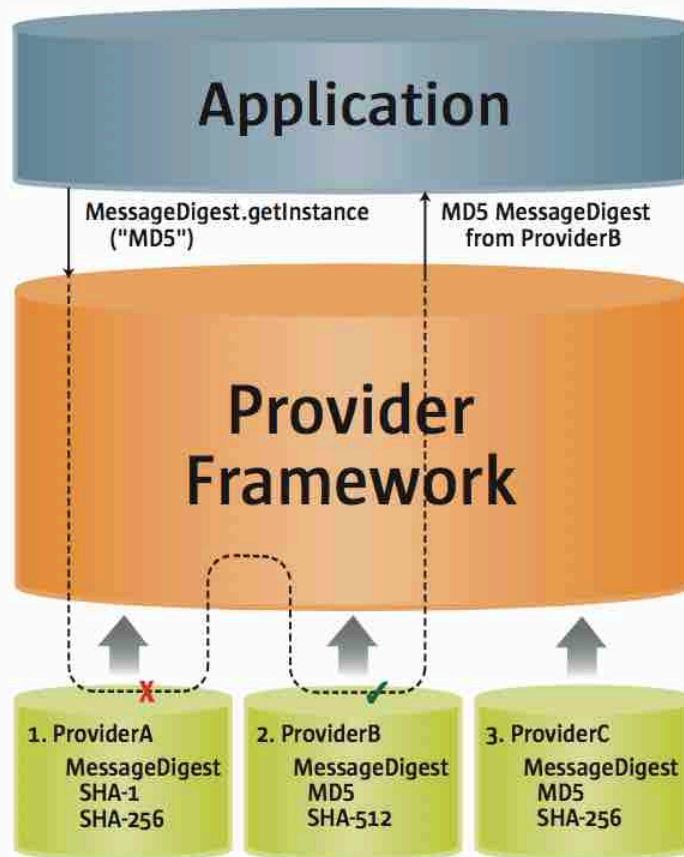 Application
MessageDigest.getInstance
("MD5")
MD5 MessageDigest
from ProviderB
Provider
Framework
X
✓
1. ProviderA
MessageDigest
SHA-1
SHA-256
2. ProviderB
MessageDigest
MD5
SHA-512
3. ProviderC
MessageDigest
MD5
SHA-256